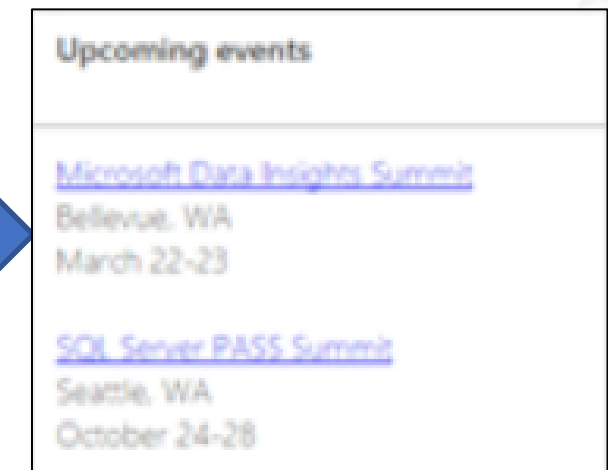 Upcoming events
Microsoft Data Insights Summit
Bellevue, WA
March 22-23
SQL Server PASS Summit
Seattle, WA
October 24-28